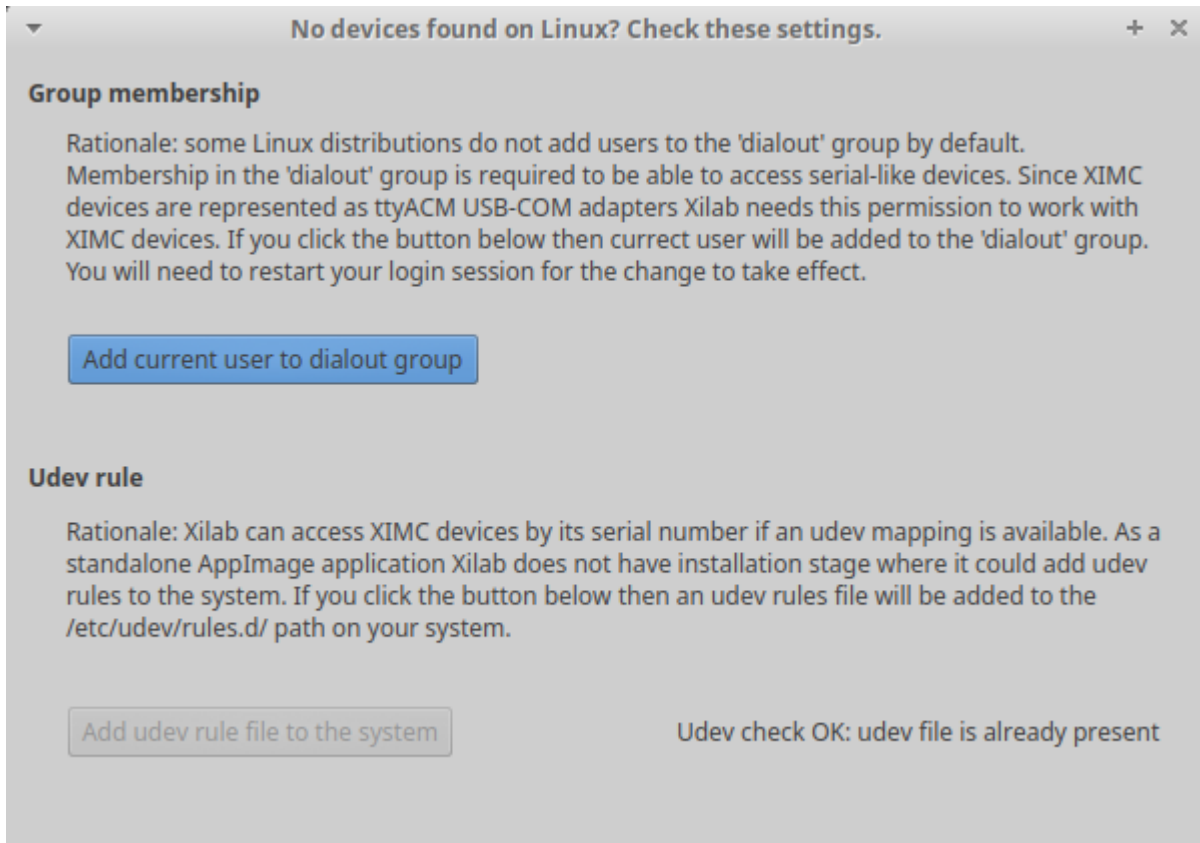 No devices found on Linux? Check these settings.
Group membership
Rationale: some Linux distributions do not add users to the 'dialout' group by default.
Membership in the 'dialout' group is required to be able to access serial-like devices. Since XIMC
devices are represented as ttyACM USB-COM adapters Xilab needs this permission to work with
XIMC devices. If you click the button below then currect user will be added to the 'dialout' group.
You will need to restart your login session for the change to take effect.
Add current user to dialout group
Udev rule
Rationale: Xilab can access XIMC devices by its serial number if an udev mapping is available. As a
standalone AppImage application Xilab does not have installation stage where it could add udev
rules to the system. If you click the button below then an udev rules file will be added to the
/etc/udev/rules.d/ path on your system.
Add udev rule file to the system
Udev check OK: udev file is already present